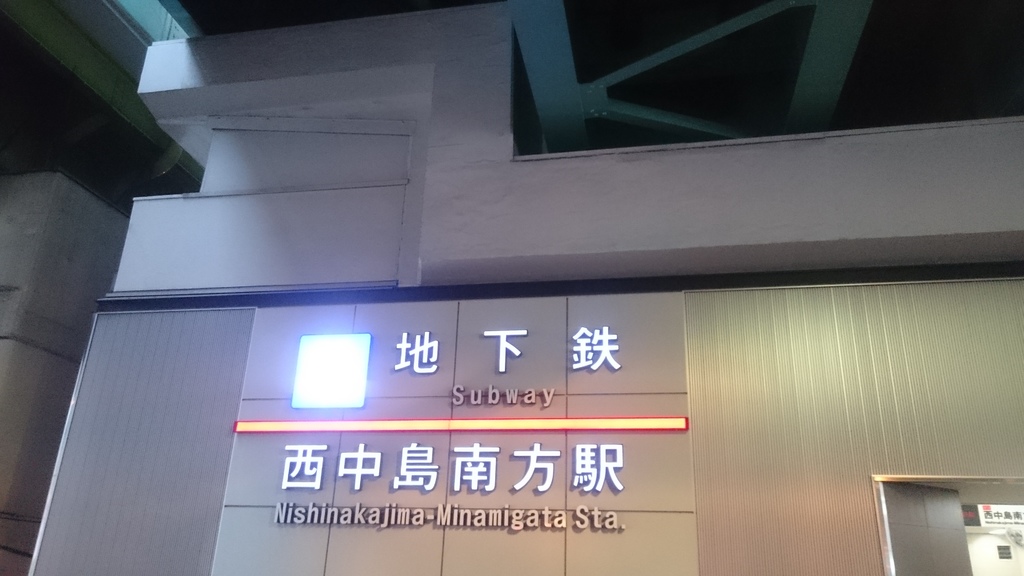 地下鉄
Subway
西中島南方駅
Nishinakajima-Minamigata Sta.
西中島南